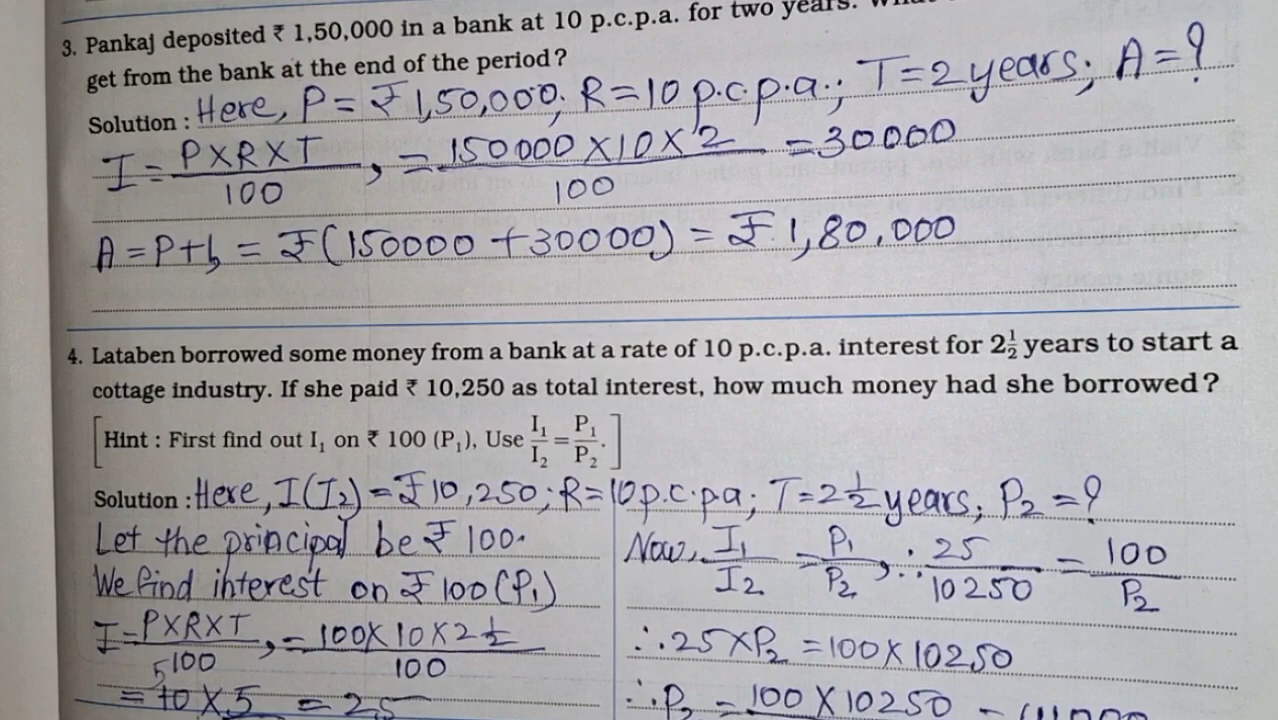 3. Pankaj deposited ₹ 1,50,000 in a bank at 10 p.c.p.a. for two years.
get from the bank at the end of the period?
Solution : Here, P = ₹ 1,50,000; R = 10 p.c.p.a.; T = 2 years; A = ?
I = P×R×T/100, = 150000×10×2/100 = 30000
A = P+I, = ₹(150000 + 30000) = ₹ 1,80,000
4. Lataben borrowed some money from a bank at a rate of 10 p.c.p.a. interest for 2½ years to start a
cottage industry. If she paid ₹ 10,250 as total interest, how much money had she borrowed?
[Hint : First find out I₁ on ₹ 100 (P₁), Use I₁/I₂ = P₁/P₂.]
Solution : Here, I(I₂) = ₹ 10,250; R = 10 p.c.p.a; T = 2½ years; P₂ = ?
Let the principal be ₹ 100.
We find interest on ₹ 100 (P₁)
I = P×R×T/100, = 100×10×2½/100
= 10 × 5 = 25
Now, I₁/I₂ = P₁/P₂, ∴ 25/10250 = 100/P₂
∴ 25×P₂ = 100×10250
∴ P₂ = 100×10250 =